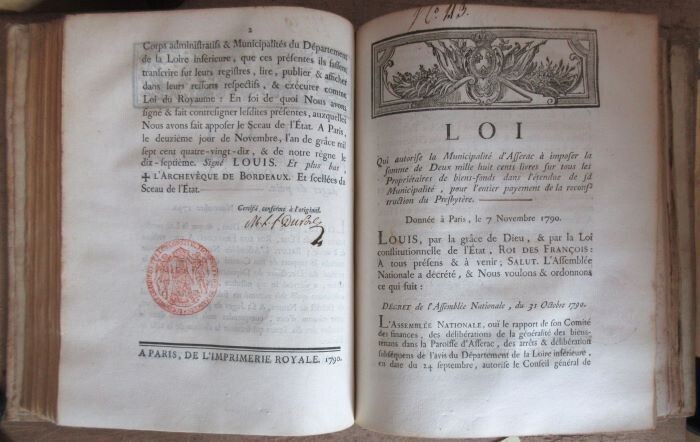 2
Corps administratifs & Municipalités du Département
de la Loire inférieure, que ces présentes ils fassent
transcrire sur leurs registres, lire, publier & afficher
dans leurs ressorts respectifs, & exécuter comme
Loi du Royaume : En foi de quoi Nous avons
signé & fait contresigner lesdites présentes, auxquelles
Nous avons fait apposer le Sceau de l'État. A Paris,
le deuxième jour de Novembre, l'an de grâce mil
sept cent quatre-vingt-dix, & de notre règne le
dix-septième. Signé LOUIS. Et plus bas,
✝ L'ARCHEVÊQUE DE BORDEAUX. Et scellées du
Sceau de l'État.
Certifié conforme à l'original.
A PARIS, DE L'IMPRIMERIE ROYALE. 1790.
LOI
Qui autorise la Municipalité d'Asserac à imposer la
somme de Deux mille huit cents livres sur tous les
Propriétaires de biens-fonds dans l'étendue de sa
Municipalité, pour l'entier payement de la recons-
truction du Presbytère.
Donnée à Paris, le 7 Novembre 1790.
LOUIS, par la grâce de Dieu, & par la Loi
constitutionnelle de l'État, ROI DES FRANÇOIS :
A tous présens & à venir ; SALUT. L'Assemblée
Nationale a décrété, & Nous voulons & ordonnons
ce qui suit :
DÉCRET de l'Assemblée Nationale, du 31 Octobre 1790.
L'ASSEMBLÉE NATIONALE, ouï le rapport de son Comité
des finances, des délibérations de la généralité des bien-
tenans dans la Paroisse d'Asserac, des arrêts & délibération
subséquens de l'avis du Département de la Loire inférieure,
en date du 24 septembre, autorise le Conseil général de